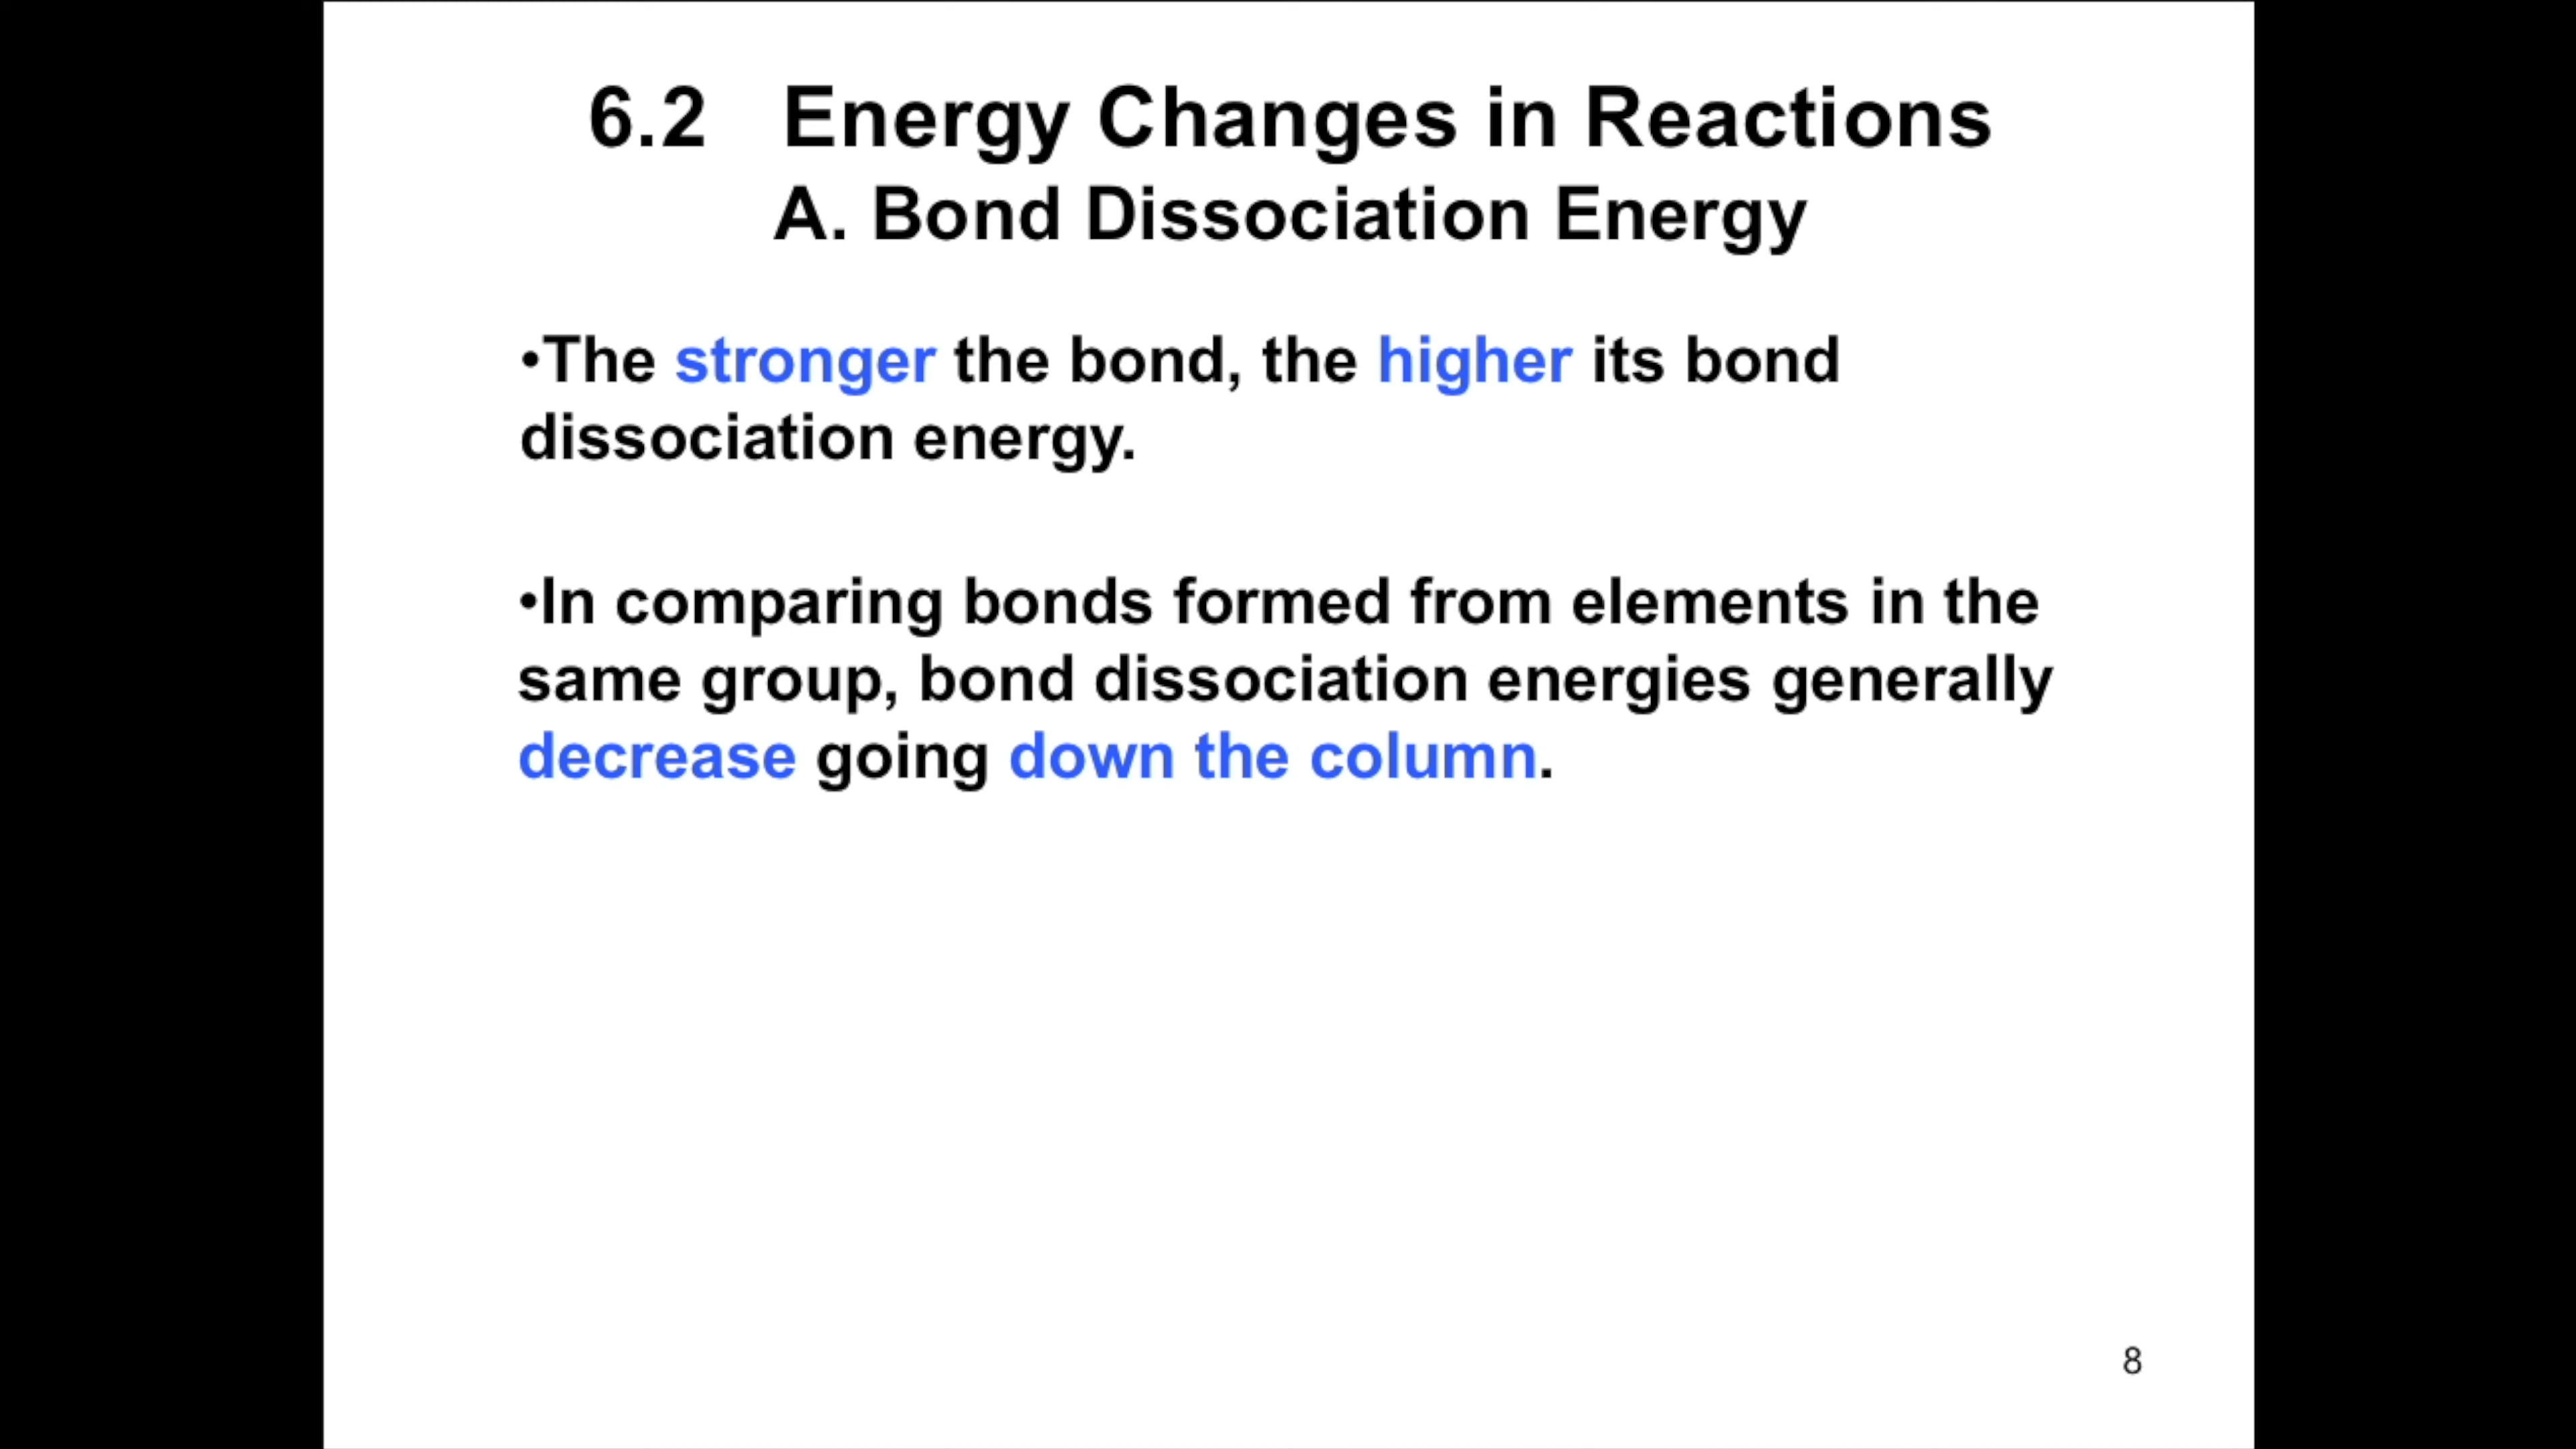 6.2 Energy Changes in Reactions
A. Bond Dissociation Energy
•The stronger the bond, the higher its bond
dissociation energy.
•In comparing bonds formed from elements in the
same group, bond dissociation energies generally
decrease going down the column.
8